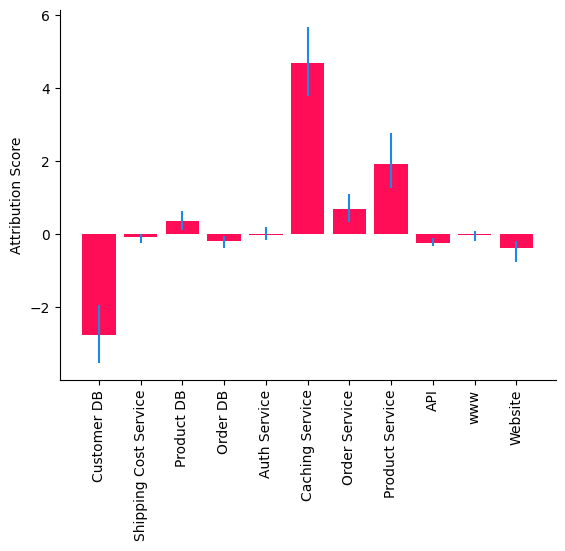 Attribution Score
6
4
2
0
−2
Customer DB
Shipping Cost Service
Product DB
Order DB
Auth Service
Caching Service
Order Service
Product Service
API
www
Website